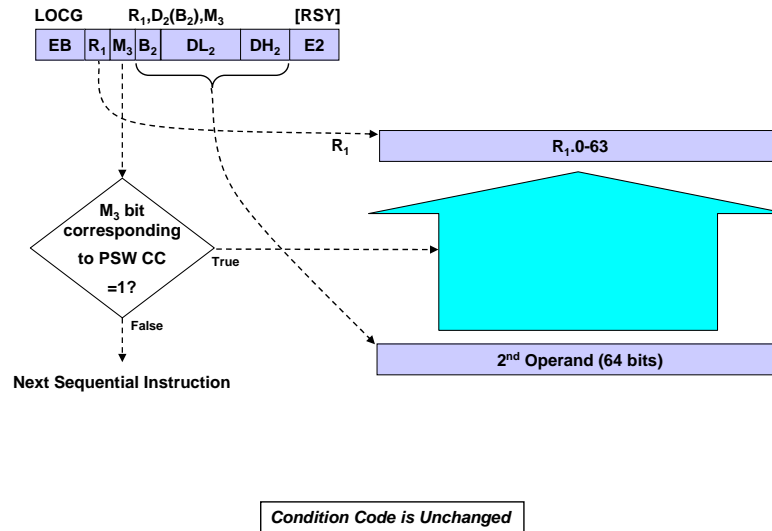 LOCG R₁,D₂(B₂),M₃ [RSY]
EB R₁ M₃ B₂ DL₂ DH₂ E2
R₁
R₁.0-63
M₃ bit
corresponding
to PSW CC
=1?
True
False
2nd Operand (64 bits)
Next Sequential Instruction
Condition Code is Unchanged